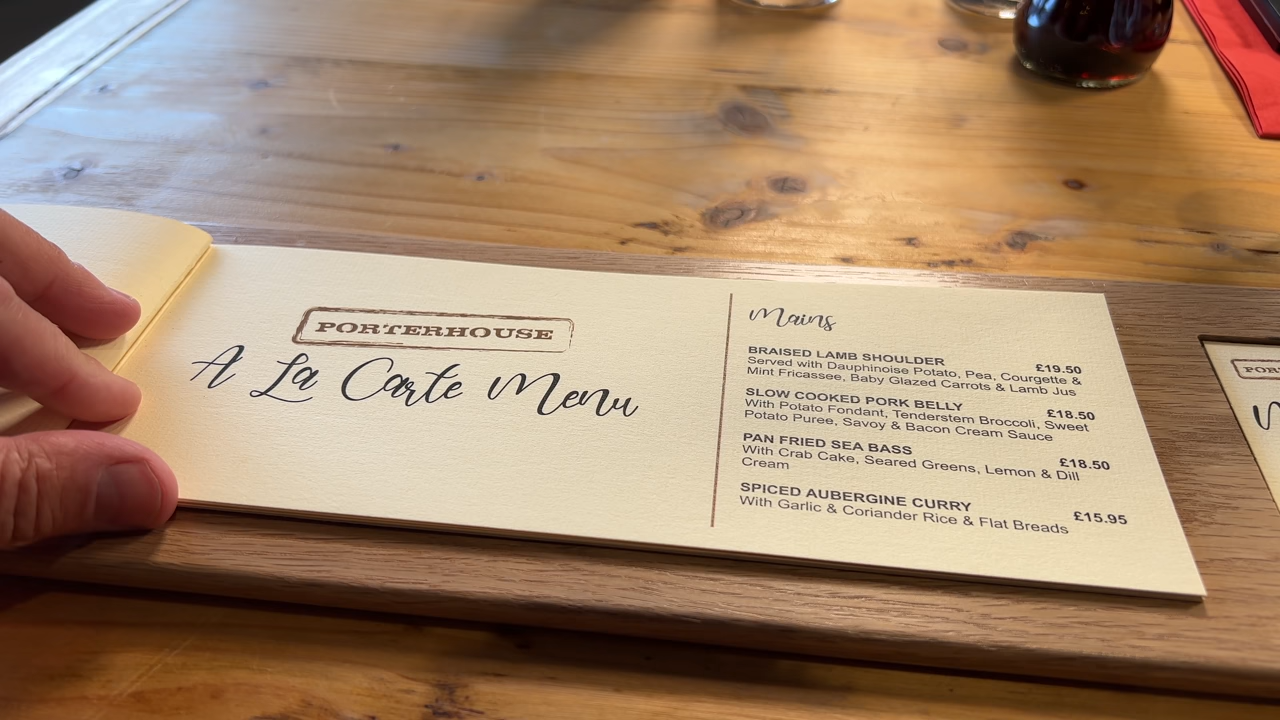 PORTERHOUSE
A La Carte Menu
Mains
BRAISED LAMB SHOULDER £19.50
Served with Dauphinoise Potato, Pea, Courgette &
Mint Fricassee, Baby Glazed Carrots & Lamb Jus
SLOW COOKED PORK BELLY £18.50
With Potato Fondant, Tenderstem Broccoli, Sweet
Potato Puree, Savoy & Bacon Cream Sauce
PAN FRIED SEA BASS £18.50
With Crab Cake, Seared Greens, Lemon & Dill
Cream
SPICED AUBERGINE CURRY £15.95
With Garlic & Coriander Rice & Flat Breads